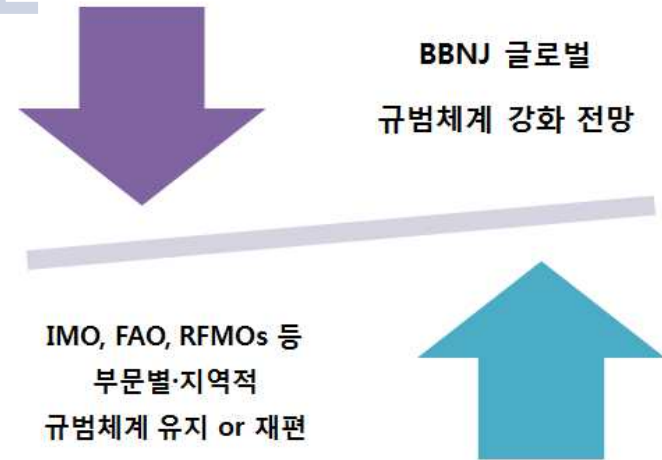 BBNJ 글로벌
규범체계 강화 전망
IMO, FAO, RFMOs 등
부문별·지역적
규범체계 유지 or 재편